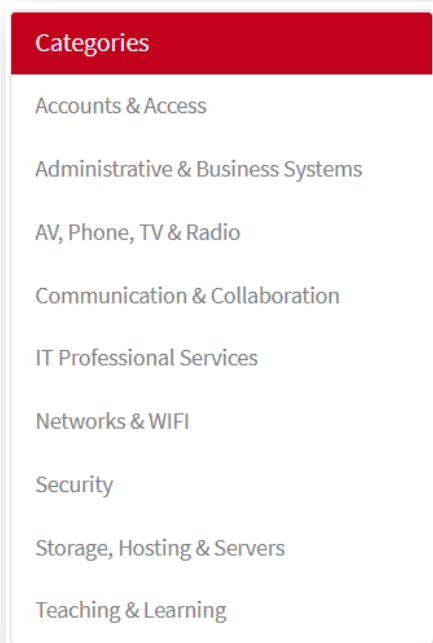 Categories
Accounts & Access
Administrative & Business Systems
AV, Phone, TV & Radio
Communication & Collaboration
IT Professional Services
Networks & WIFI
Security
Storage, Hosting & Servers
Teaching & Learning